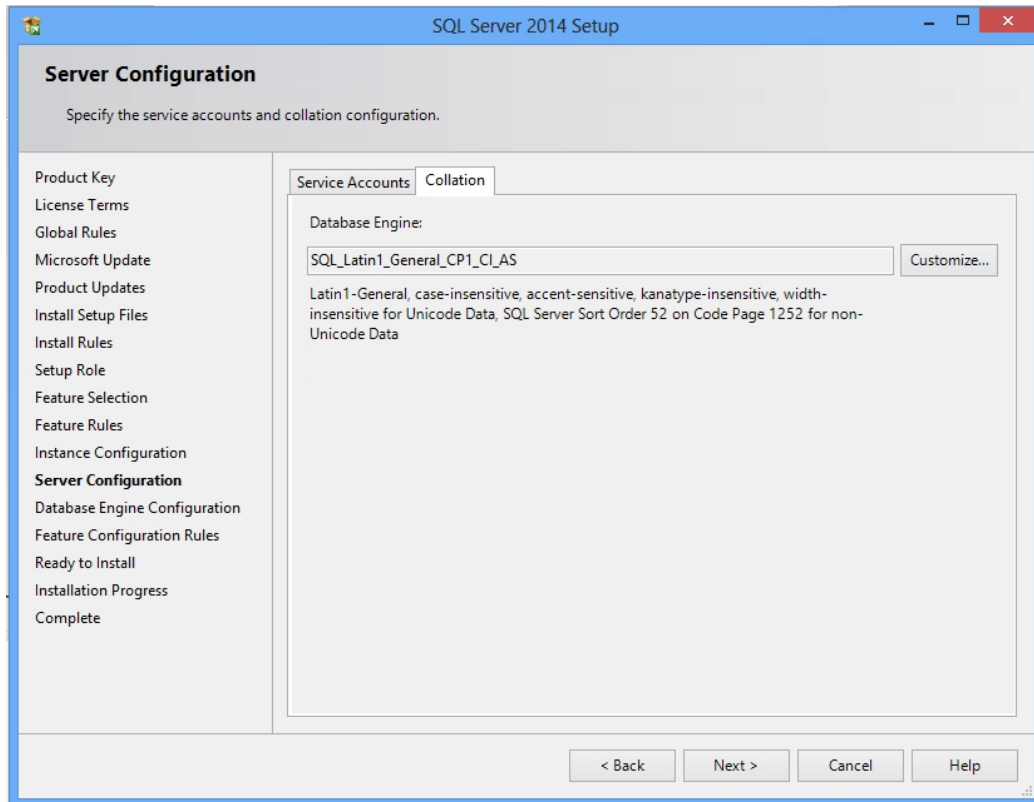 SQL Server 2014 Setup
Server Configuration
Specify the service accounts and collation configuration.
Product Key
License Terms
Global Rules
Microsoft Update
Product Updates
Install Setup Files
Install Rules
Setup Role
Feature Selection
Feature Rules
Instance Configuration
Server Configuration
Database Engine Configuration
Feature Configuration Rules
Ready to Install
Installation Progress
Complete
Service Accounts
Collation
Database Engine:
SQL_Latin1_General_CP1_CI_AS
Customize...
Latin1-General, case-insensitive, accent-sensitive, kanatype-insensitive, width-
insensitive for Unicode Data, SQL Server Sort Order 52 on Code Page 1252 for non-
Unicode Data
< Back
Next >
Cancel
Help